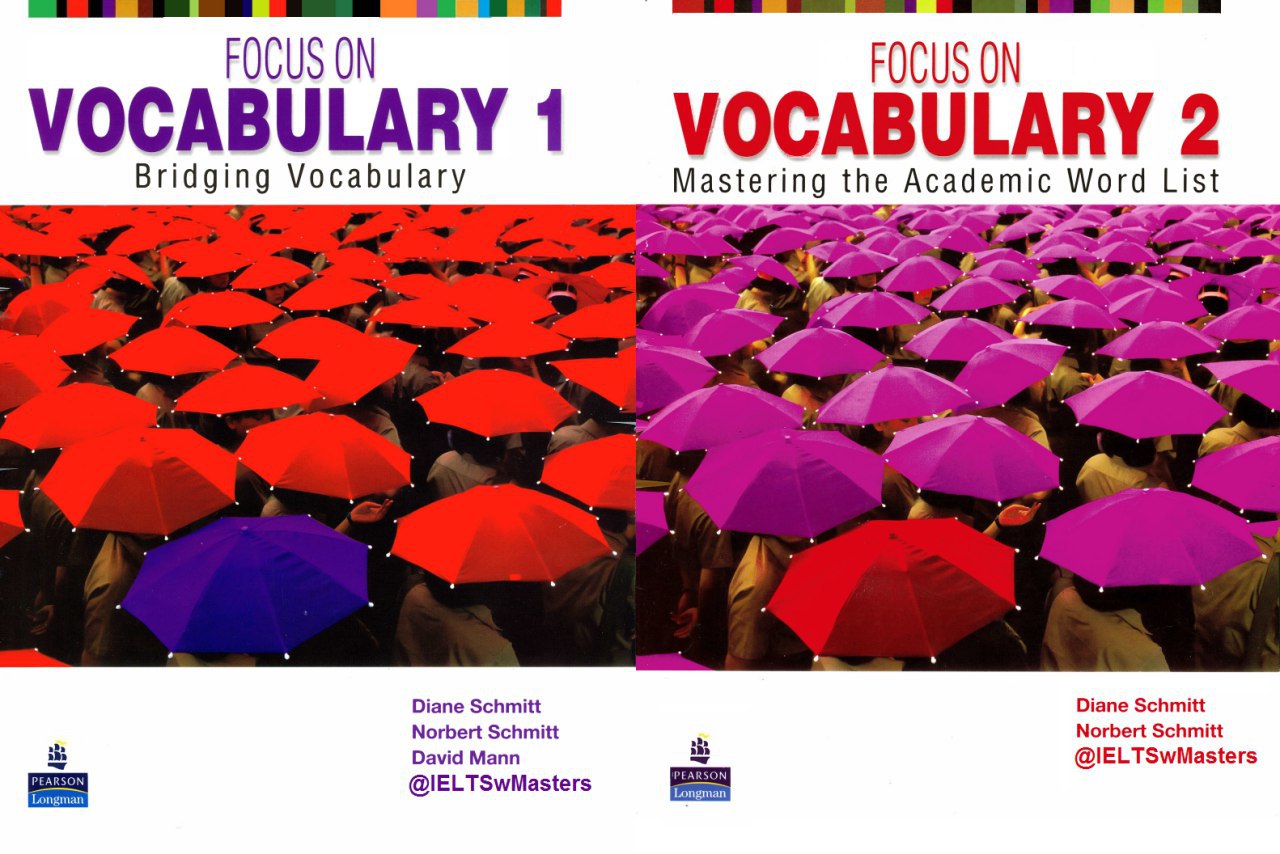 FOCUS ON
VOCABULARY 1
Bridging Vocabulary
Diane Schmitt
Norbert Schmitt
David Mann
@IELTSwMasters
PEARSON
Longman
FOCUS ON
VOCABULARY 2
Mastering the Academic Word List
Diane Schmitt
Norbert Schmitt
@IELTSwMasters
PEARSON
Longman